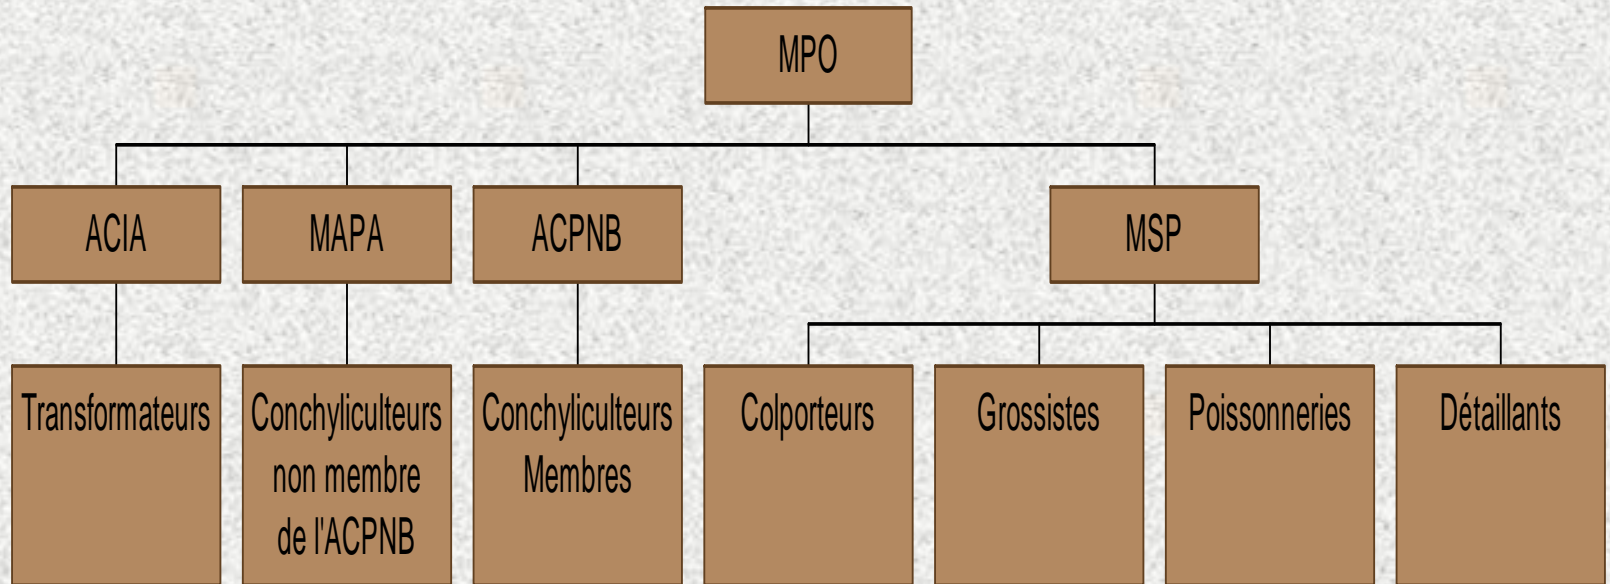 MPO
ACIA
MAPA
ACPNB
MSP
Transformateurs
Conchyliculteurs
non membre
de l'ACPNB
Conchyliculteurs
Membres
Colporteurs
Grossistes
Poissonneries
Détaillants